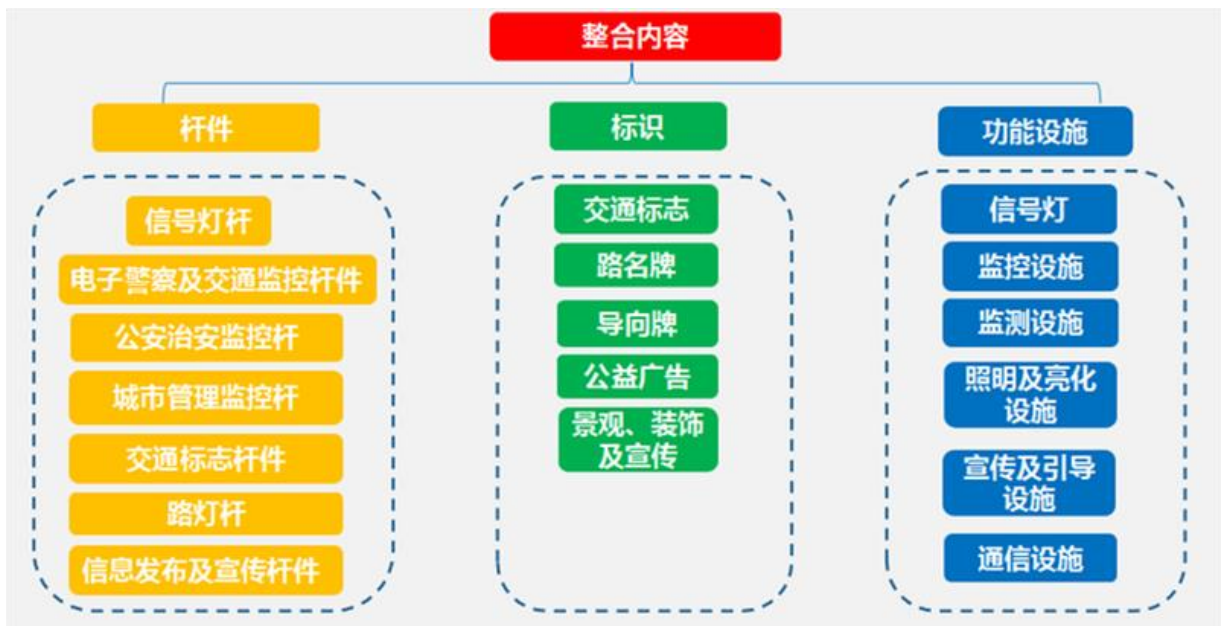 整合内容
杆件
信号灯杆
电子警察及交通监控杆件
公安治安监控杆
城市管理监控杆
交通标志杆件
路灯杆
信息发布及宣传杆件
标识
交通标志
路名牌
导向牌
公益广告
景观、装饰
及宣传
功能设施
信号灯
监控设施
监测设施
照明及亮化
设施
宣传及引导
设施
通信设施